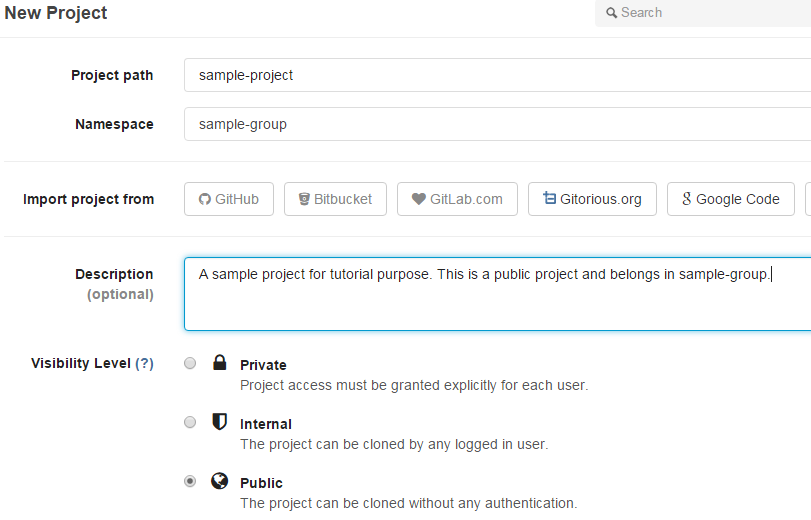 New Project
Search
Project path
sample-project
Namespace
sample-group
Import project from
GitHub
Bitbucket
GitLab.com
Gitorious.org
Google Code
Description
(optional)
A sample project for tutorial purpose. This is a public project and belongs in sample-group.
Visibility Level (?)
Private
Project access must be granted explicitly for each user.
Internal
The project can be cloned by any logged in user.
Public
The project can be cloned without any authentication.